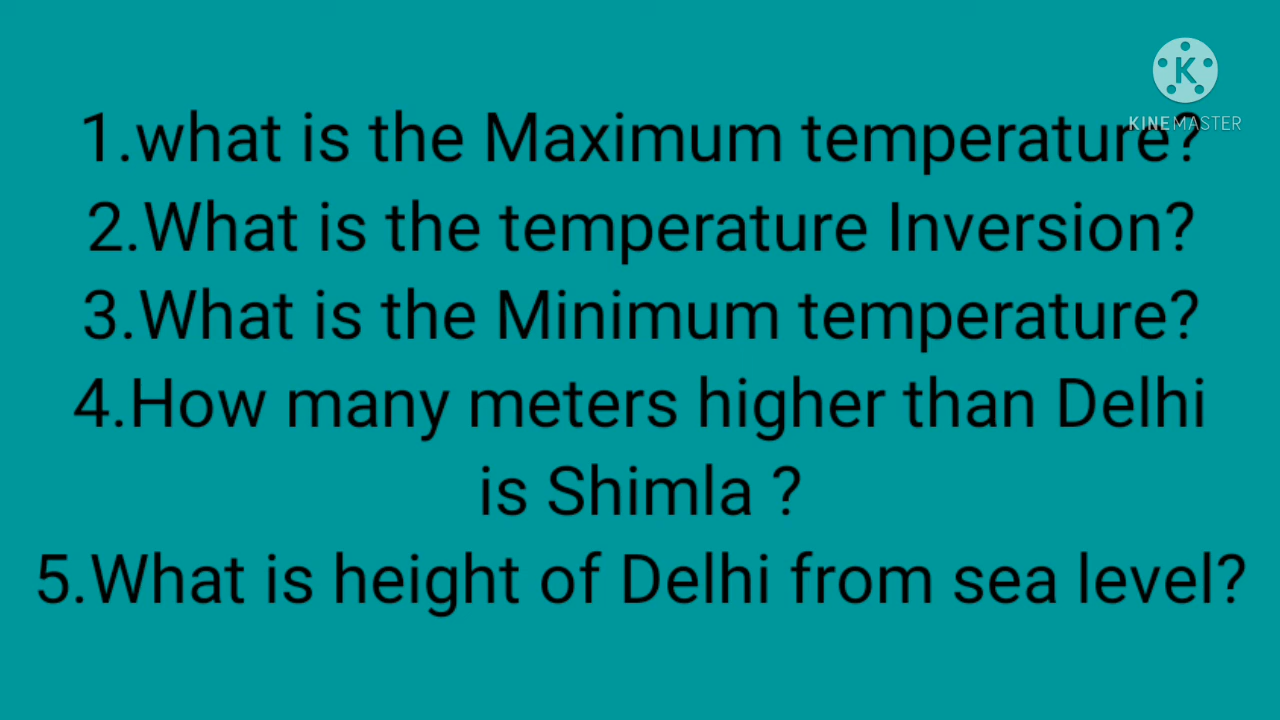 KINEMASTER
1.what is the Maximum temperature?
2.What is the temperature Inversion?
3.What is the Minimum temperature?
4.How many meters higher than Delhi
is Shimla ?
5.What is height of Delhi from sea level?